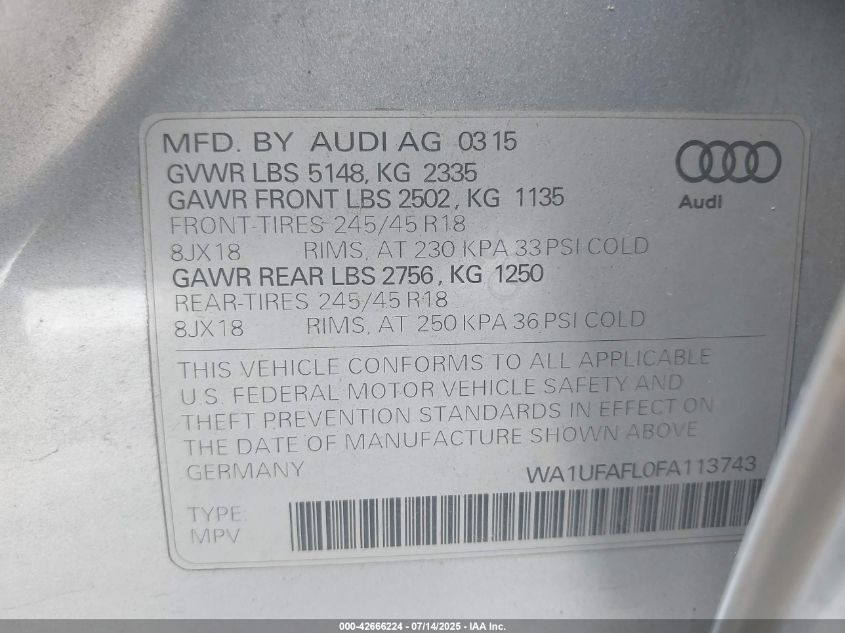 MFD. BY AUDI AG 03 15
GVWR LBS 5148, KG 2335
GAWR FRONT LBS 2502, KG 1135
FRONT-TIRES 245/45 R18
8JX18 RIMS, AT 230 KPA 33 PSI COLD
GAWR REAR LBS 2756, KG 1250
REAR-TIRES 245/45 R18
8JX18 RIMS, AT 250 KPA 36 PSI COLD
Audi
THIS VEHICLE CONFORMS TO ALL APPLICABLE
U.S. FEDERAL MOTOR VEHICLE SAFETY AND
THEFT PREVENTION STANDARDS IN EFFECT ON
THE DATE OF MANUFACTURE SHOWN ABOVE
GERMANY WA1UFAFL0FA113743
TYPE:
MPV
000-42666224 - 07/14/2025 - IAA Inc.